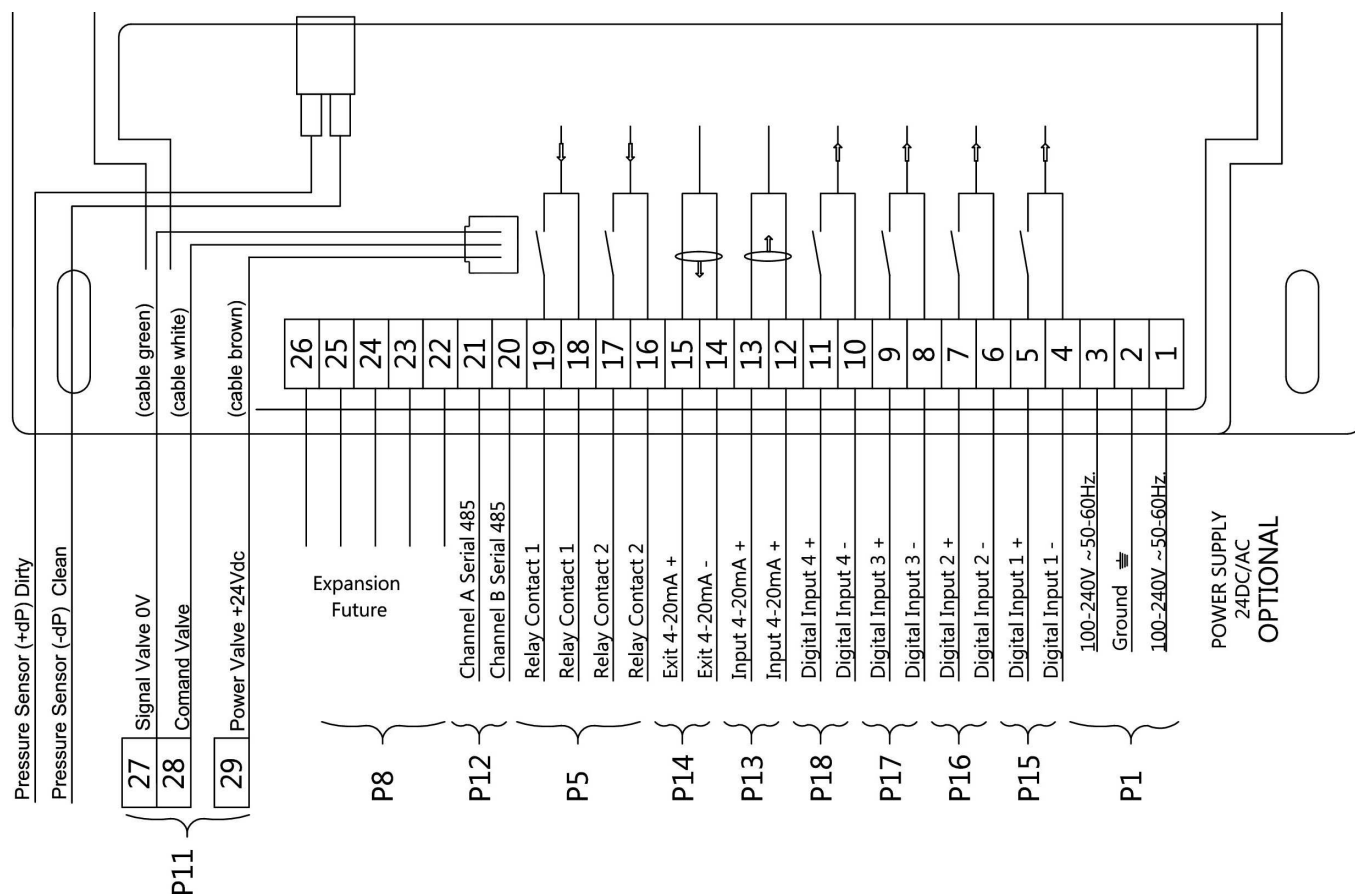 (cable green)
(cable white)
(cable brown)
26
25
24
23
22
21
20
19
18
17
16
15
14
13
12
11
10
9
8
7
6
5
4
3
2
1
Pressure Sensor (+dP) Dirty
Pressure Sensor (-dP) Clean
27
Signal Valve 0V
28
Comand Valve
29
Power Valve +24Vdc
P11
Expansion
Future
Channel A Serial 485
Channel B Serial 485
Relay Contact 1
Relay Contact 1
Relay Contact 2
Relay Contact 2
Exit 4-20mA +
Exit 4-20mA -
Input 4-20mA +
Input 4-20mA +
Digital Input 4 +
Digital Input 4 -
Digital Input 3 +
Digital Input 3 -
Digital Input 2 +
Digital Input 2 -
Digital Input 1 +
Digital Input 1 -
100-240V ~50-60Hz.
Ground
100-240V ~50-60Hz.
POWER SUPPLY
24DC/AC
OPTIONAL
P8
P12
P5
P14
P13
P18
P17
P16
P15
P1